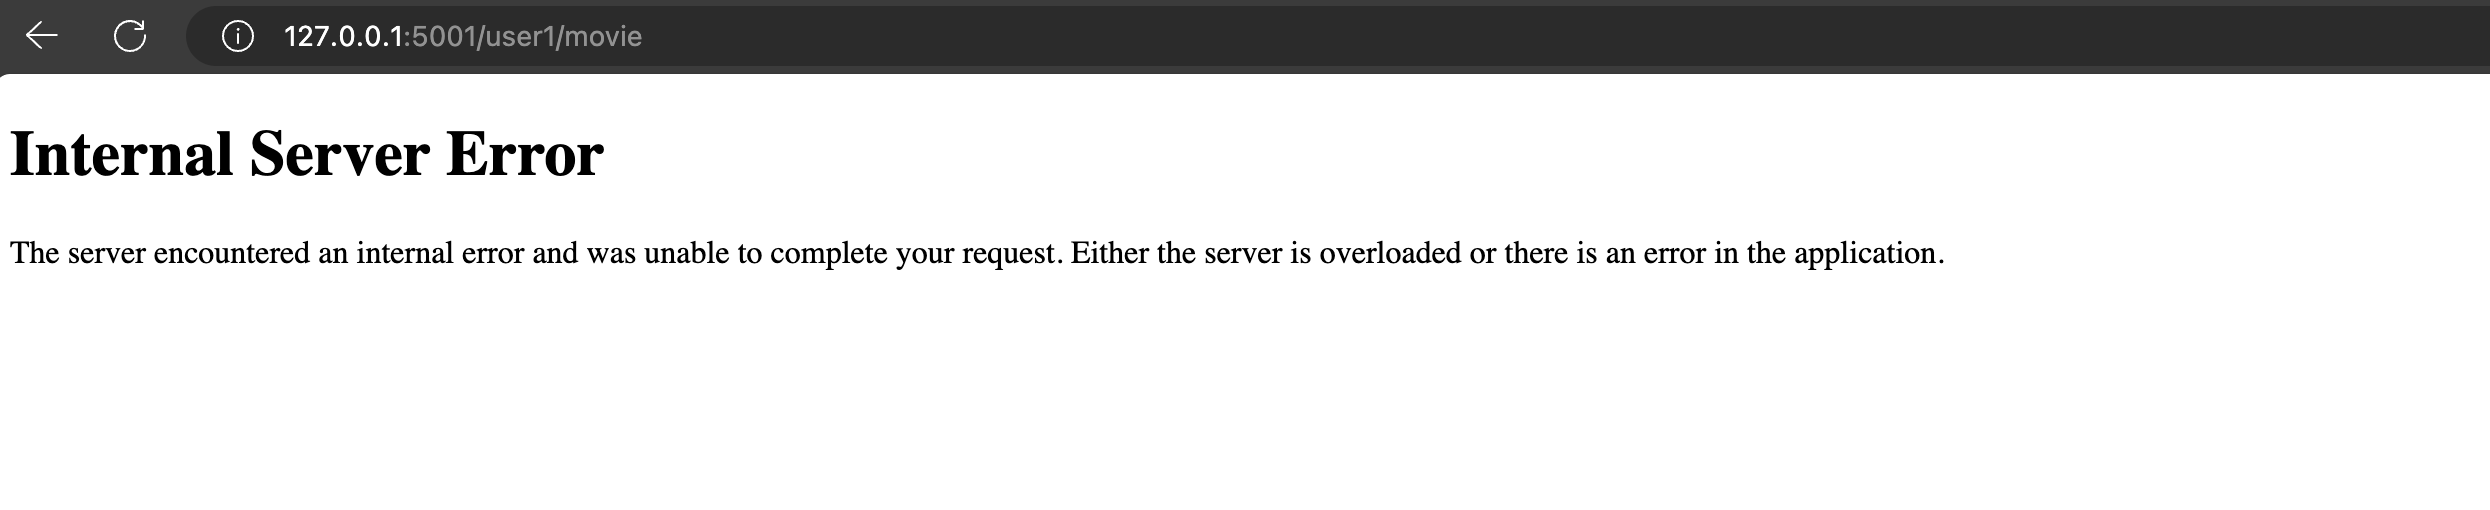 127.0.0.1:5001/user1/movie
Internal Server Error
The server encountered an internal error and was unable to complete your request. Either the server is overloaded or there is an error in the application.